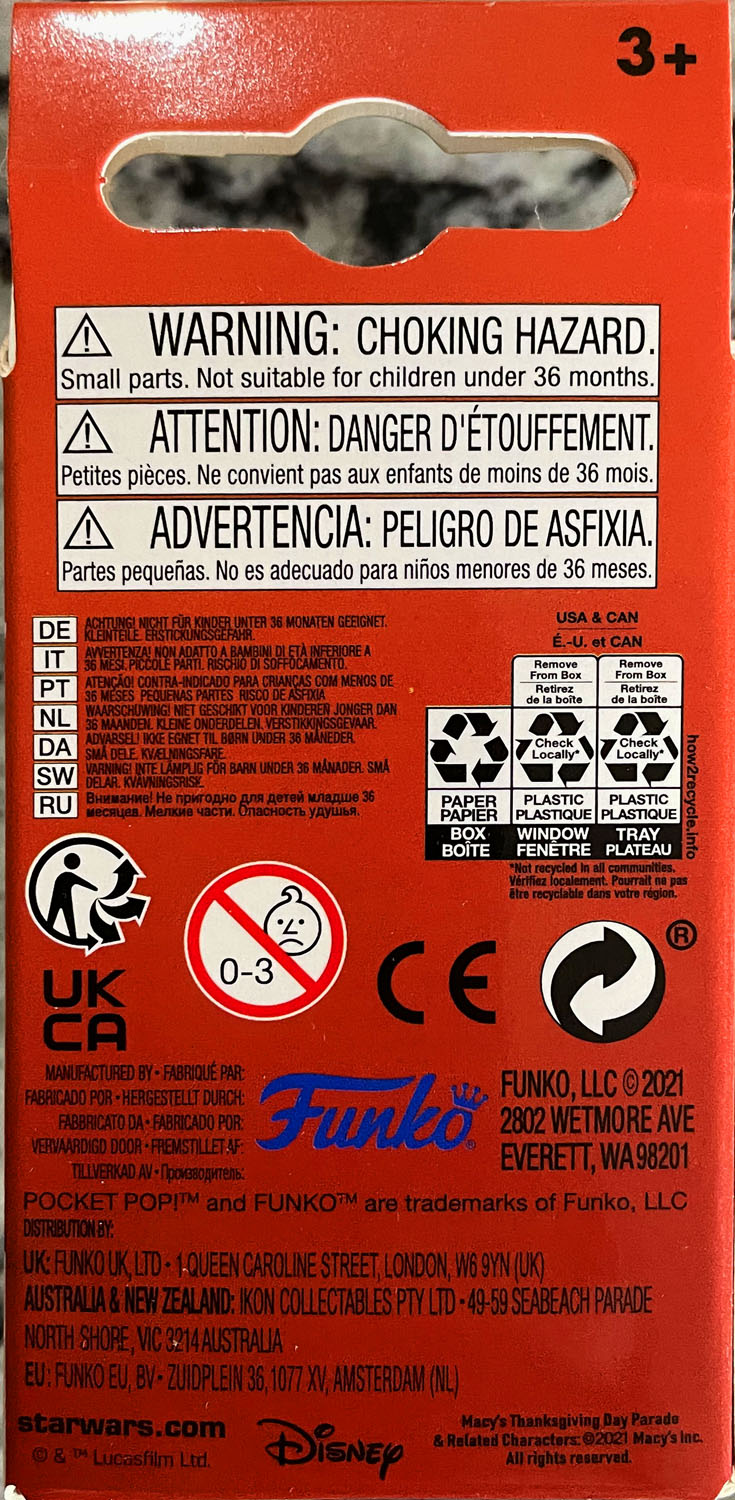 3+
WARNING: CHOKING HAZARD.
Small parts. Not suitable for children under 36 months.
ATTENTION: DANGER D'ÉTOUFFEMENT.
Petites pièces. Ne convient pas aux enfants de moins de 36 mois.
ADVERTENCIA: PELIGRO DE ASFIXIA.
Partes pequeñas. No es adecuado para niños menores de 36 meses.
DE ACHTUNG! NICHT FÜR KINDER UNTER 36 MONATEN GEEIGNET.
KLEINTEILE. ERSTICKUNGSGEFAHR.
IT AVVERTENZA! NON ADATTO A BAMBINI DI ETÀ INFERIORE A
36 MESI. PICCOLE PARTI. RISCHIO DI SOFFOCAMENTO.
PT ATENÇÃO! CONTRA-INDICADO PARA CRIANÇAS COM MENOS DE
36 MESES PEQUENAS PARTES RISCO DE ASFIXIA
NL WAARSCHUWING! NIET GESCHIKT VOOR KINDEREN JONGER DAN
36 MAANDEN. KLEINE ONDERDELEN. VERSTIKKINGSGEVAAR.
DA ADVARSEL! IKKE EGNET TIL BØRN UNDER 36 MÅNEDER.
SMÅ DELE. KVÆLNINGSFARE.
SW VARNING! INTE LÄMPLIG FÖR BARN UNDER 36 MÅNADER. SMÅ
DELAR. KVÄVNINGSRISK.
RU Внимание! Не пригодно для детей младше 36
месяцев. Мелкие части. Опасность удушья.
USA & CAN
É.-U. et CAN
Remove
From Box
Retirez
de la boîte
Remove
From Box
Retirez
de la boîte
Check
Locally*
Check
Locally*
PAPER
PAPIER
BOX
BOÎTE
PLASTIC
PLASTIQUE
WINDOW
FENÊTRE
PLASTIC
PLASTIQUE
TRAY
PLATEAU
how2recycle.info
*Not recycled in all communities.
Vérifiez localement. Pourrait ne pas
être recyclable dans votre région.
UK
CA
0-3
CE
®
MANUFACTURED BY • FABRIQUÉ PAR:
FABRICADO POR • HERGESTELLT DURCH:
FABBRICATO DA • FABRICADO POR:
VERVAARDIGD DOOR • FREMSTILLET AF:
TILLVERKAD AV • Производитель:
Funko®
FUNKO, LLC © 2021
2802 WETMORE AVE
EVERETT, WA 98201
POCKET POP!™ and FUNKO™ are trademarks of Funko, LLC
DISTRIBUTION BY:
UK: FUNKO UK, LTD • 1 QUEEN CAROLINE STREET, LONDON, W6 9YN (UK)
AUSTRALIA & NEW ZEALAND: IKON COLLECTABLES PTY LTD • 49-59 SEABEACH PARADE
NORTH SHORE, VIC 3214 AUSTRALIA
EU: FUNKO EU, BV • ZUIDPLEIN 36, 1077 XV, AMSTERDAM (NL)
starwars.com
© & ™ Lucasfilm Ltd.
Disney
Macy's Thanksgiving Day Parade
& Related Characters: ©2021 Macy's Inc.
All rights reserved.